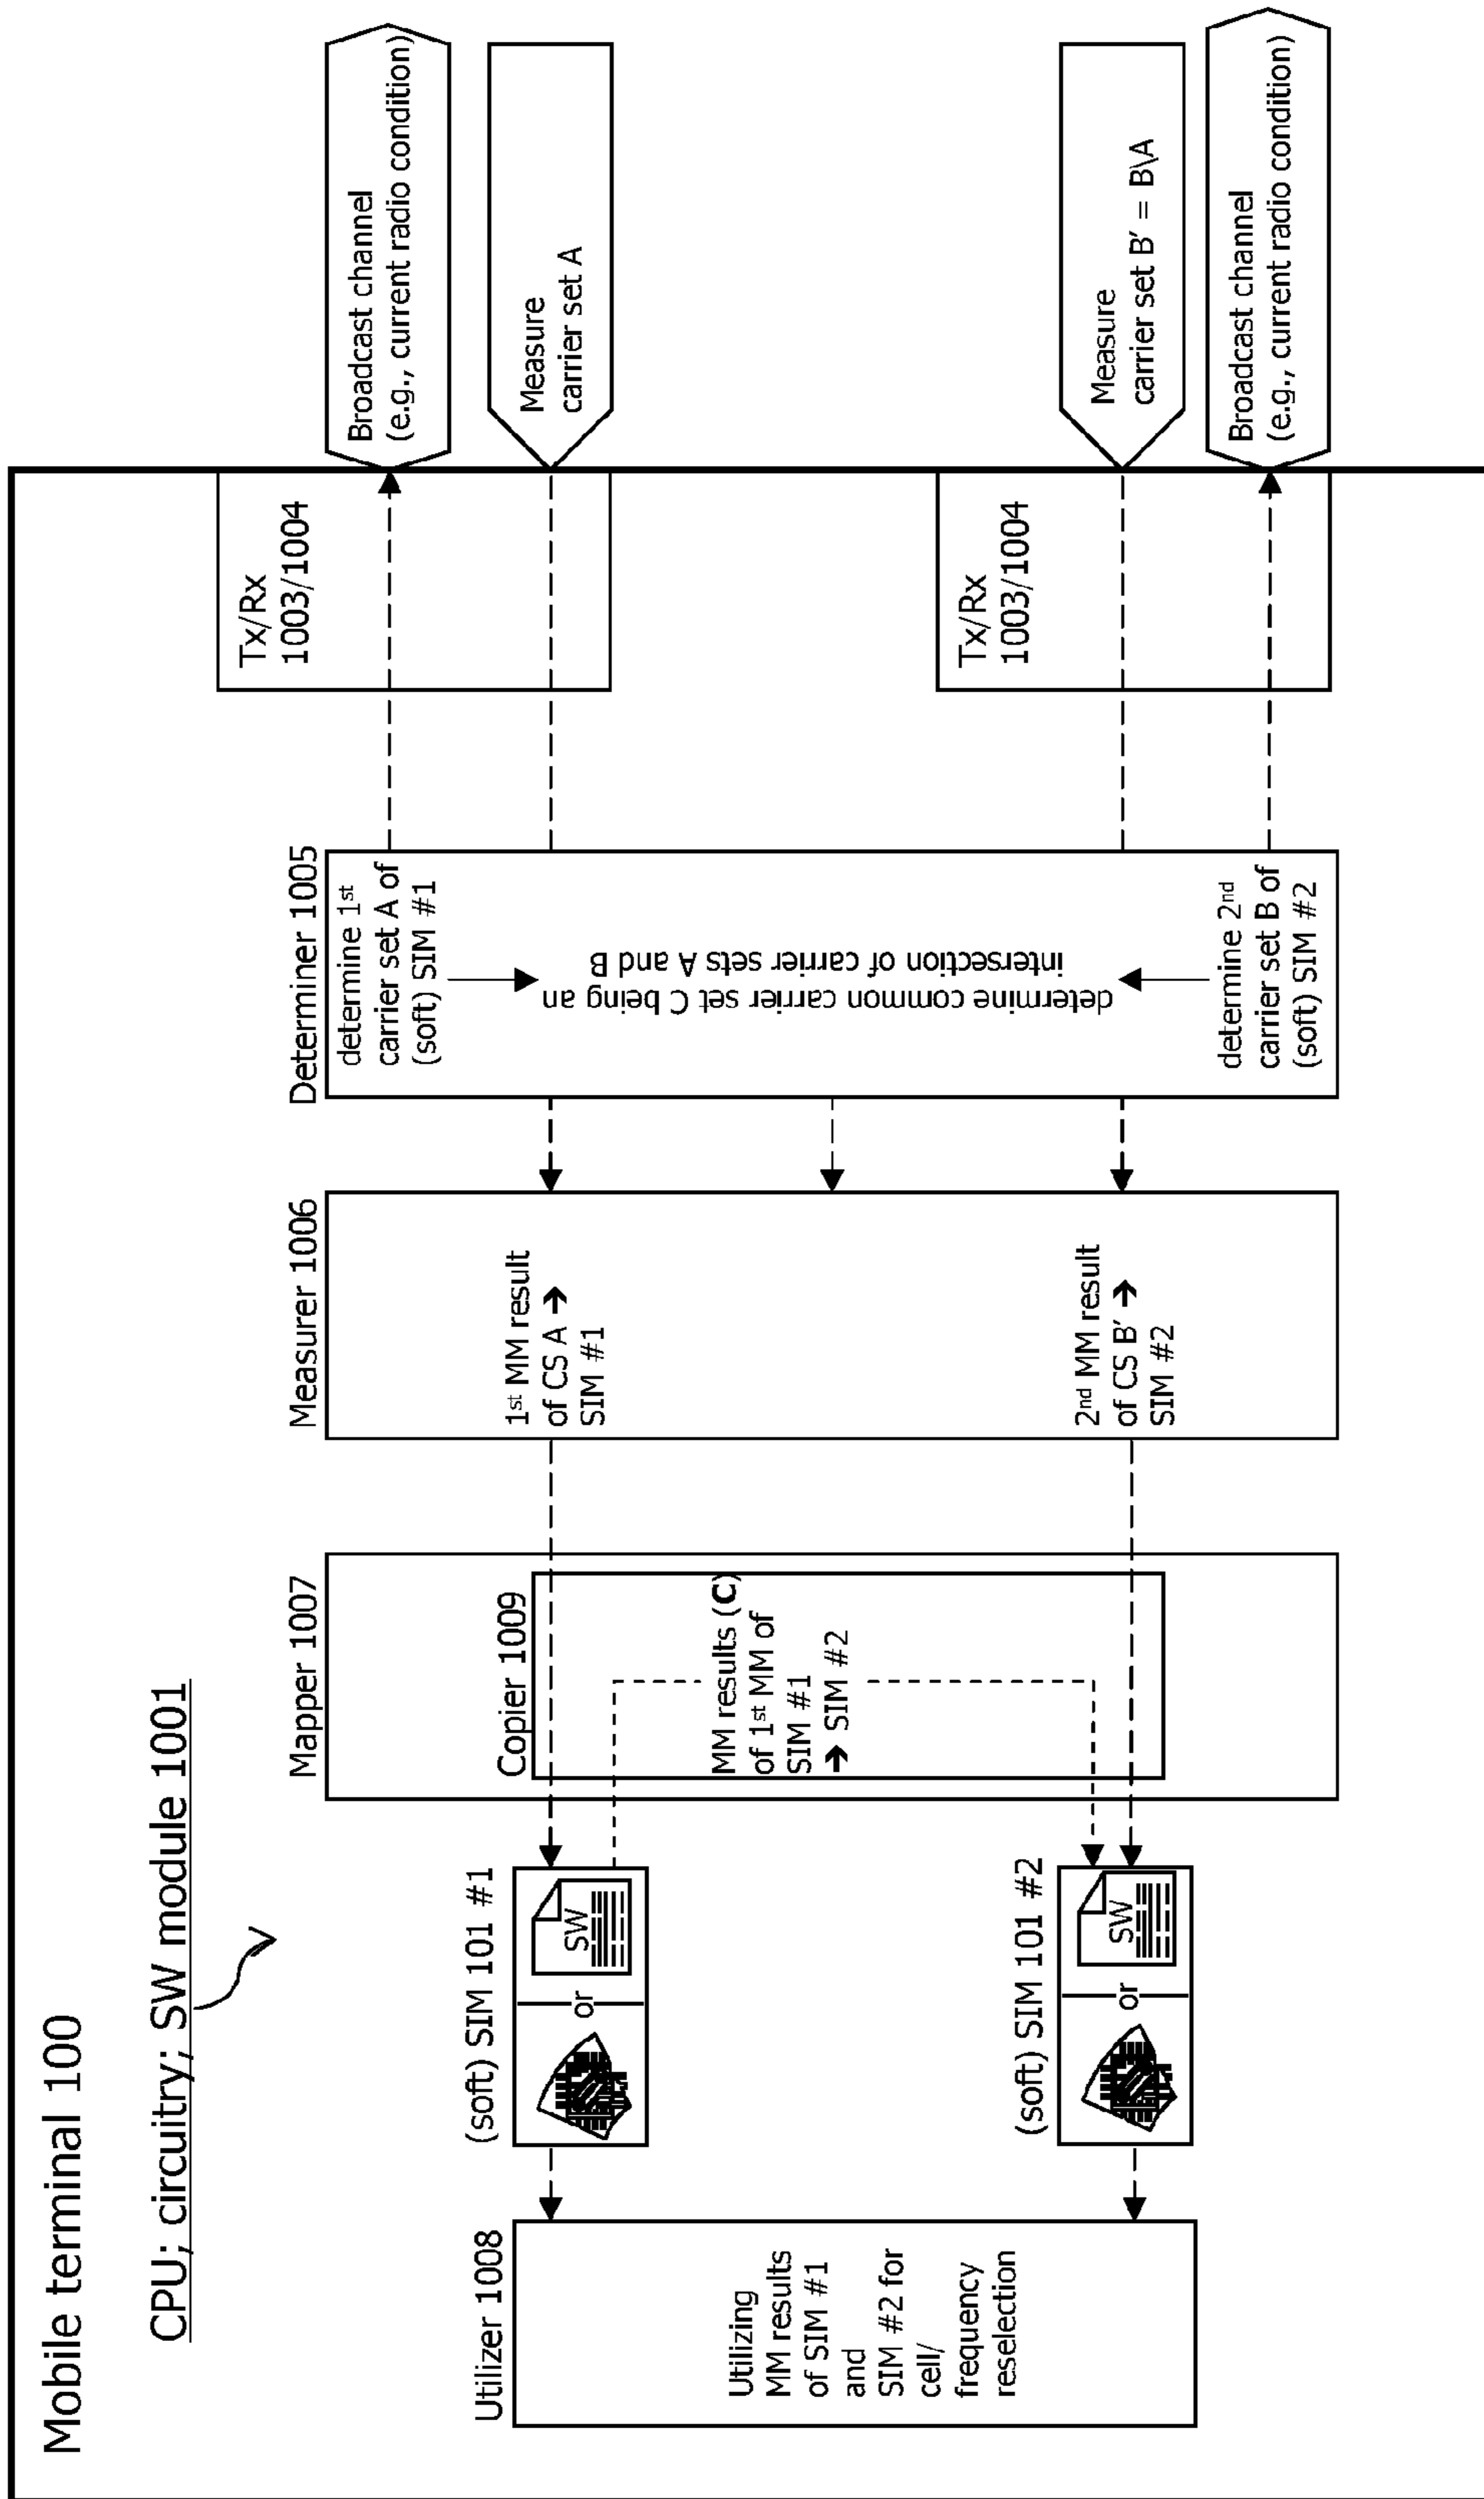 Mobile terminal 100
CPU; circuitry; SW module 1001
Utilizer 1008
Utilizing
MM results
of SIM #1
and
SIM #2 for
cell/
frequency
reselection
(soft) SIM 101 #1
or
SW
(soft) SIM 101 #2
or
SW
Mapper 1007
Copier 1009
MM results (C)
of 1st MM of
SIM #1
➔ SIM #2
Measurer 1006
1st MM result
of CS A ➔
SIM #1
2nd MM result
of CS B′ ➔
SIM #2
Determiner 1005
determine 1st
carrier set A of
(soft) SIM #1
determine common carrier set C being an
intersection of carrier sets A and B
determine 2nd
carrier set B of
(soft) SIM #2
Tx/Rx
1003/1004
Tx/Rx
1003/1004
Broadcast channel
(e.g., current radio condition)
Measure
carrier set A
Measure
carrier set B′ = B\A
Broadcast channel
(e.g., current radio condition)